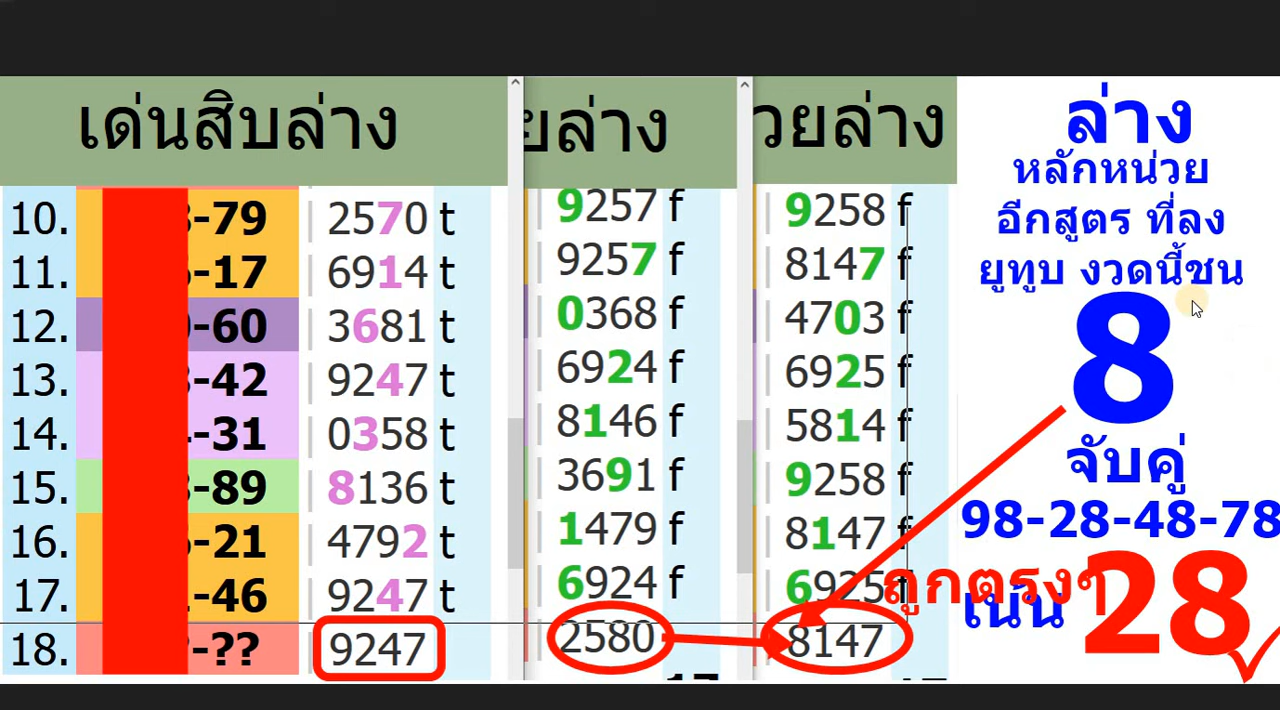 เด่นสิบล่าง
ยล่าง
วยล่าง
ล่าง
หลักหน่วย
อีกสูตร ที่ลง
ยูทูบ งวดนี้ชน
8
จับคู่
98-28-48-78
เน้น 28
ถูกตรงๆ
10. -79 2570 t 9257 f 9258 f
11. -17 6914 t 9257 f 8147 f
12. -60 3681 t 0368 f 4703 f
13. -42 9247 t 6924 f 6925 f
14. -31 0358 t 8146 f 5814 f
15. -89 8136 t 3691 f 9258 f
16. -21 4792 t 1479 f 8147 f
17. -46 9247 t 6924 f 6925 f
18. -?? 9247 2580 8147